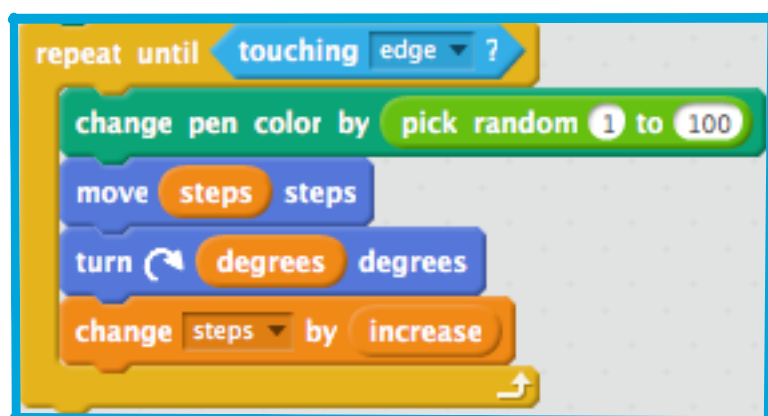 repeat until touching edge ?
change pen color by pick random 1 to 100
move steps steps
turn degrees degrees
change steps by increase